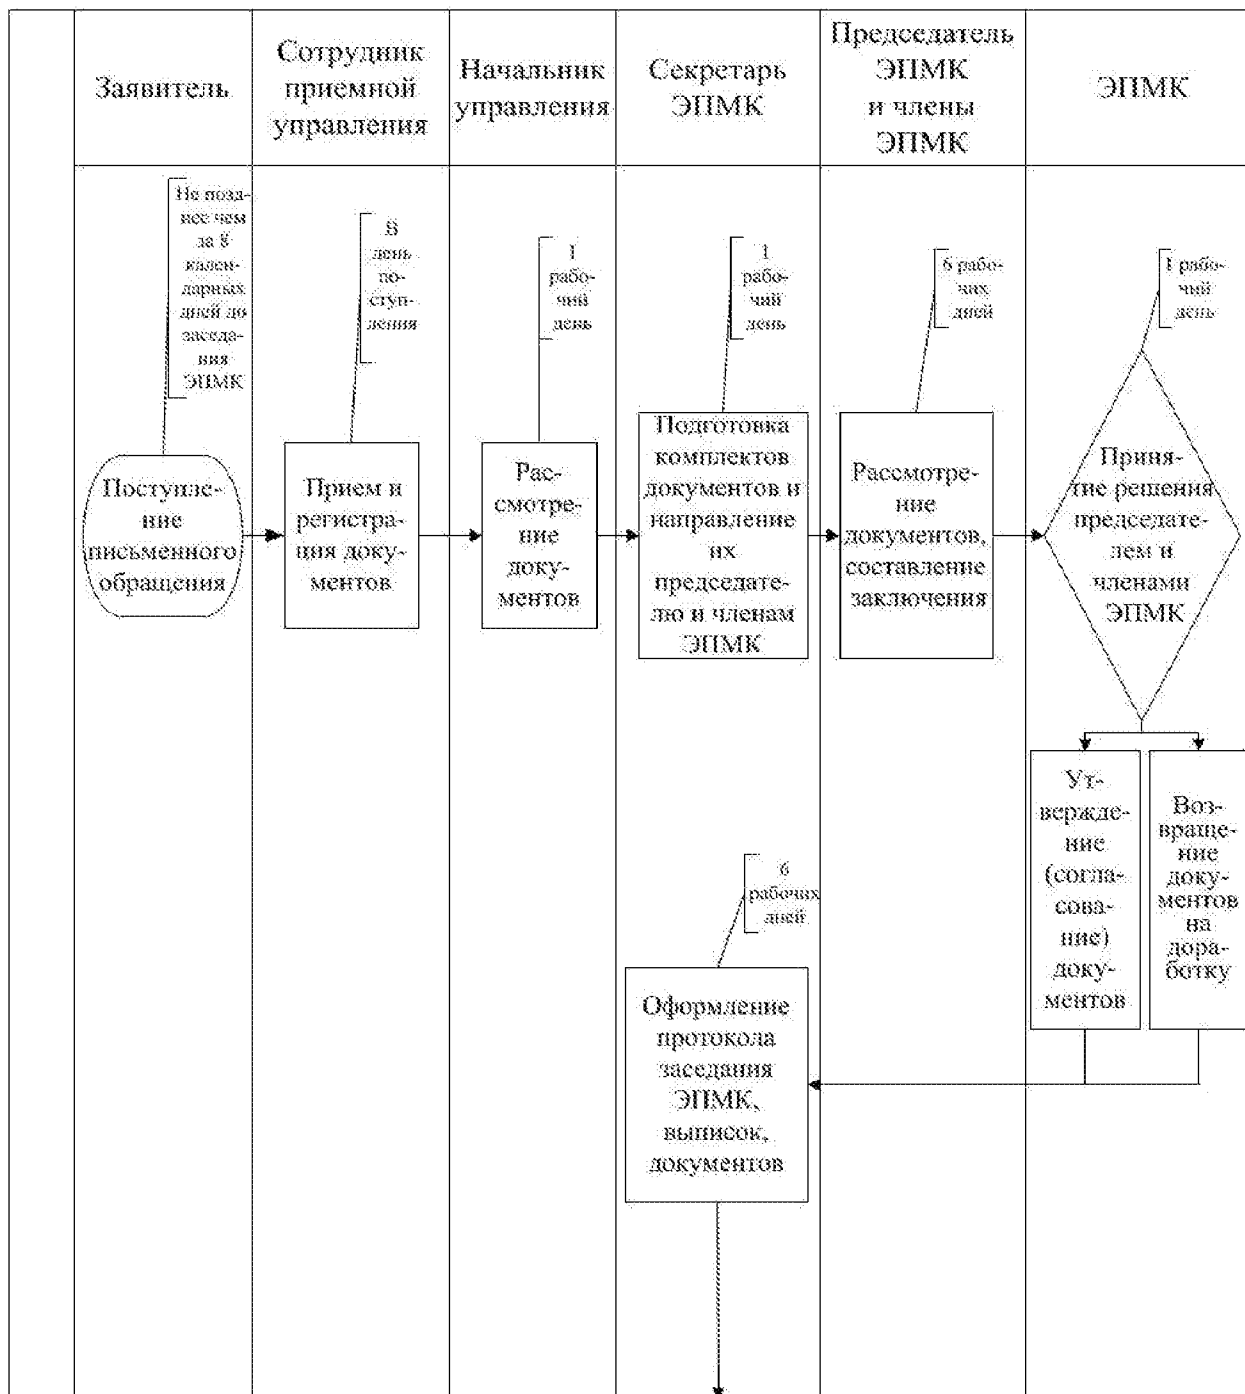 Заявитель
Сотрудник
приемной
управления
Начальник
управления
Секретарь
ЭПМК
Председатель
ЭПМК
и члены
ЭПМК
ЭПМК
Не позд-
нее чем
за 8
кален-
дарных
дней до
заседа-
ния
ЭПМК
В
день
по-
ступ-
ления
1
рабо-
чий
день
1
рабо-
чий
день
6 рабо-
чих
дней
1 рабо-
чий
день
Поступле-
ние
письменного
обращения
Прием и
регистра-
ция доку-
ментов
Рас-
смотре-
ние
доку-
ментов
Подготовка
комплектов
документов и
направление
их
председате-
лю и членам
ЭПМК
Рассмотре-
ние
документов,
составление
заключения
Приня-
тие решения
председате-
лем и
членами
ЭПМК
Ут-
вержде-
ние
(согла-
сова-
ние)
доку-
ментов
Воз-
враще-
ние
доку-
ментов
на
дора-
ботку
6
рабочих
дней
Оформление
протокола
заседания
ЭПМК,
выписок,
документов